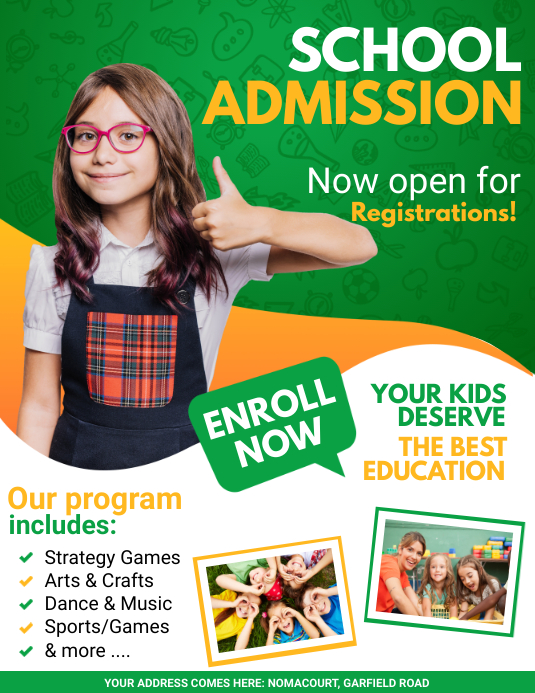 SCHOOL
ADMISSION
Now open for
Registrations!
ENROLL
NOW
YOUR KIDS
DESERVE
THE BEST
EDUCATION
Our program
includes:
Strategy Games
Arts & Crafts
Dance & Music
Sports/Games
& more ....
YOUR ADDRESS COMES HERE: NOMACOURT, GARFIELD ROAD